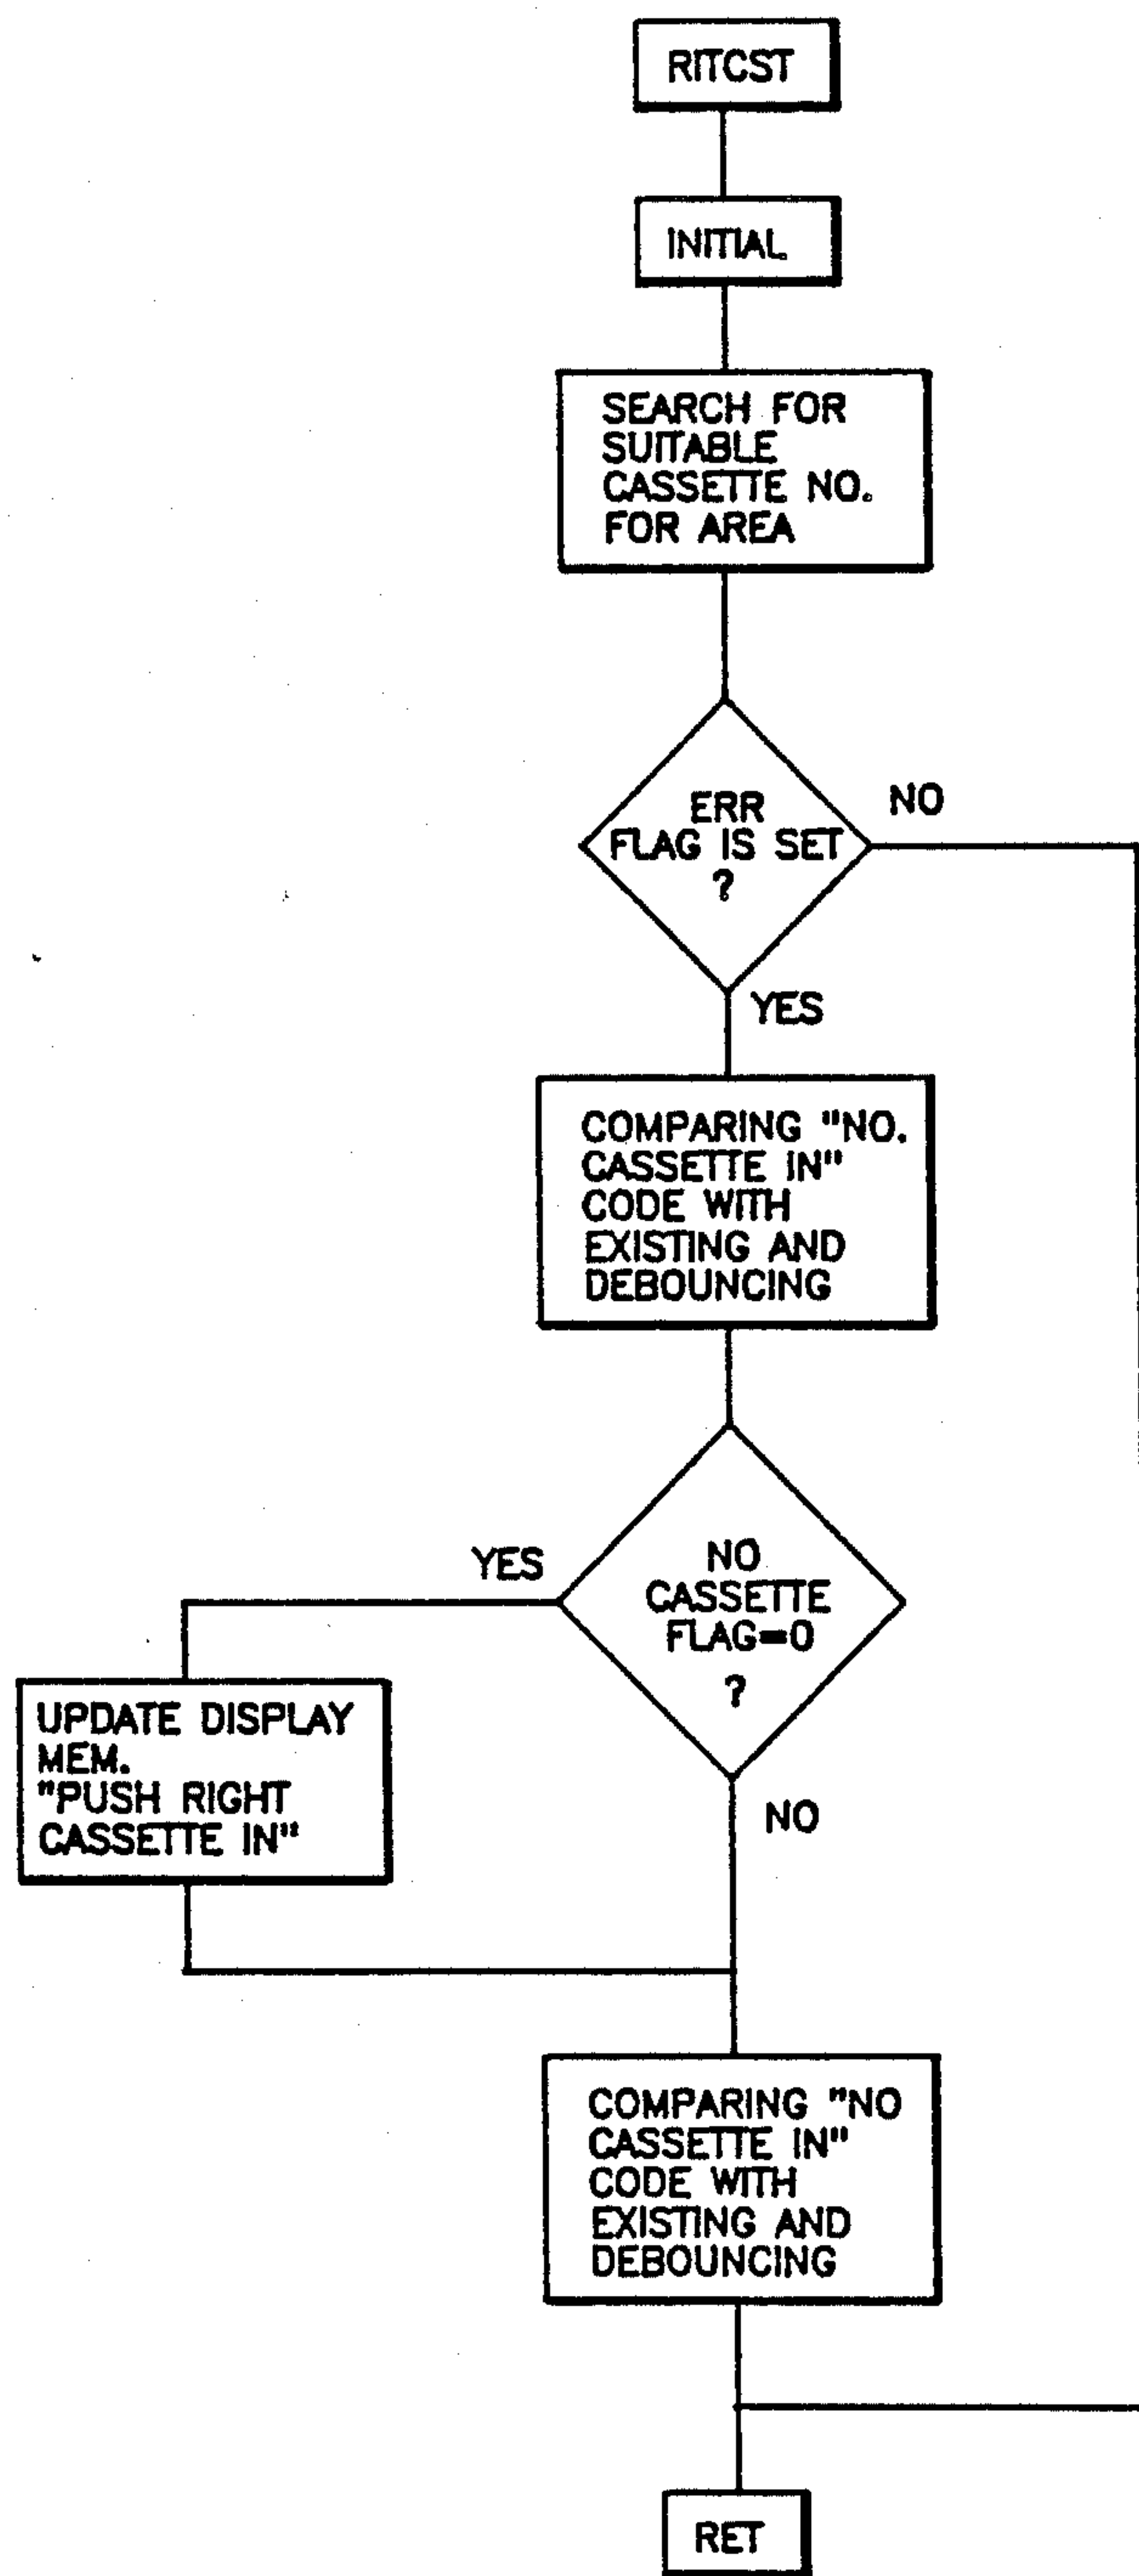 RITCST
INITIAL
SEARCH FOR
SUITABLE
CASSETTE NO.
FOR AREA
ERR
FLAG IS SET
?
NO
YES
COMPARING "NO.
CASSETTE IN"
CODE WITH
EXISTING AND
DEBOUNCING
NO
CASSETTE
FLAG=0
?
YES
NO
UPDATE DISPLAY
MEM.
"PUSH RIGHT
CASSETTE IN"
COMPARING "NO
CASSETTE IN"
CODE WITH
EXISTING AND
DEBOUNCING
RET